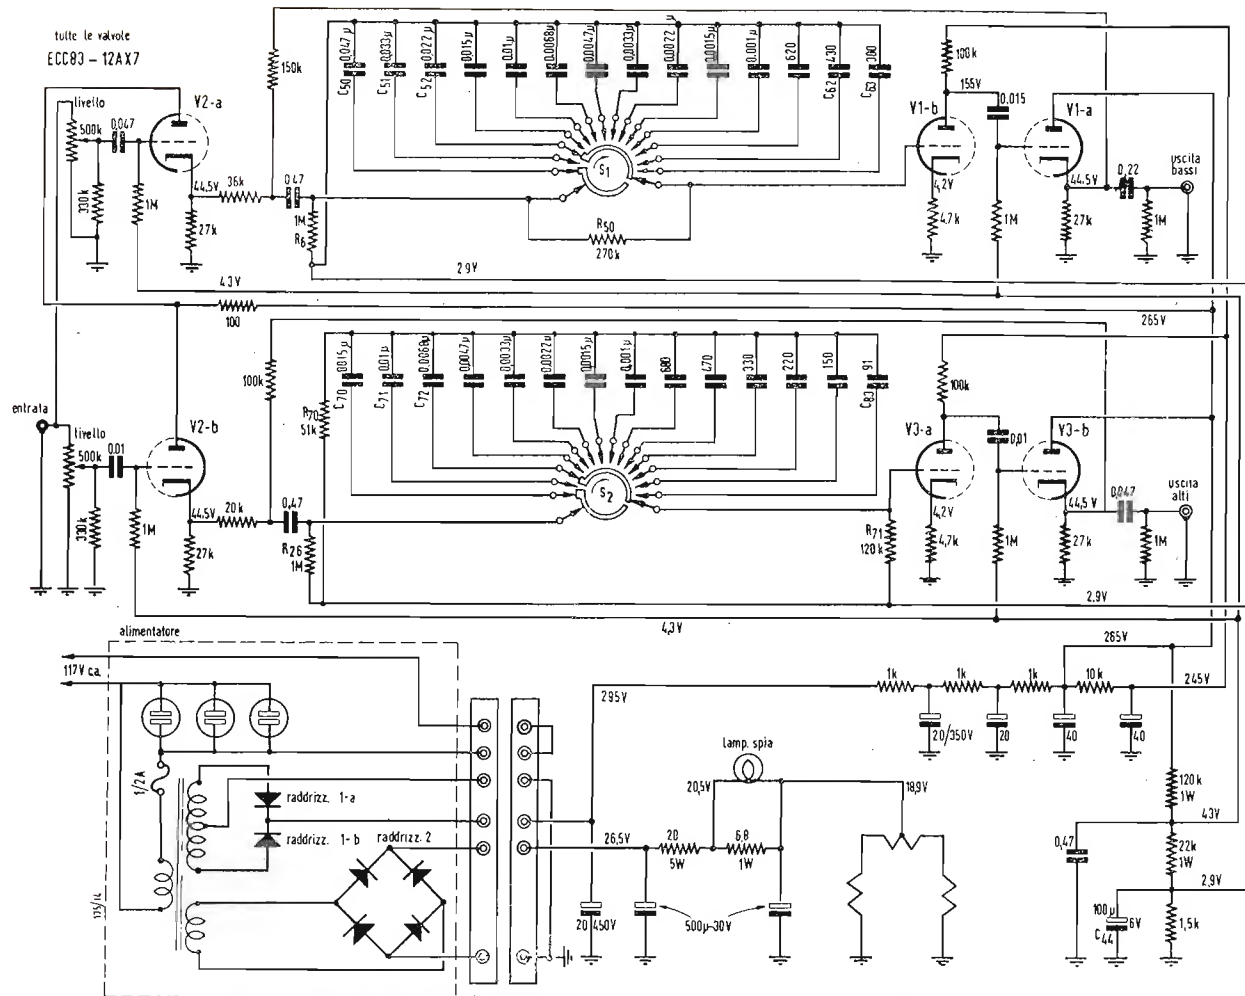 tutte le valvole
ECC83 – 12AX7
150k
C50
0,047µ
C51
0,033µ
C52
0,022µ
0,015µ
0,01µ
0,0068µ
0,0047µ
0,0033µ
0,0022
µ
0,0015µ
0,001µ
620
C62
430
C63
300
100k
155V
0,015
livello
500k
0,047
V2-a
330k
1M
44,5V
36k
27k
0,47
1M
R6
S1
R50
270k
V1-b
4,2V
4,7k
1M
V1-a
44,5V
27k
0,22
1M
uscita
bassi
2,9V
43V
100
265V
100k
R70
51k
C70
0,0015µ
C71
0,01µ
C72
0,0068µ
0,0047µ
0,0033µ
0,0022µ
0,0015µ
0,001µ
680
470
330
220
150
C83
91
100k
entrata
livello
500k
0,01
V2-b
330k
1M
44,5V
20k
27k
0,47
R26
1M
S2
R71
120k
V3-a
4,2V
4,7k
0,01
1M
V3-b
44,5V
27k
0,047
1M
uscita
alti
2,9V
4,3V
alimentatore
117V c.a.
1/2A
raddrizz. 1-a
raddrizz. 1-b
raddrizz. 2
175/14
295V
1k
1k
1k
10k
265V
245V
20/350V
20
40
40
lamp. spia
20,5V
18,9V
26,5V
20
5W
6,8
1W
20 450V
500µ-30V
120k
1W
43V
0,47
22k
1W
2,9V
100µ
6V
C44
1,5k